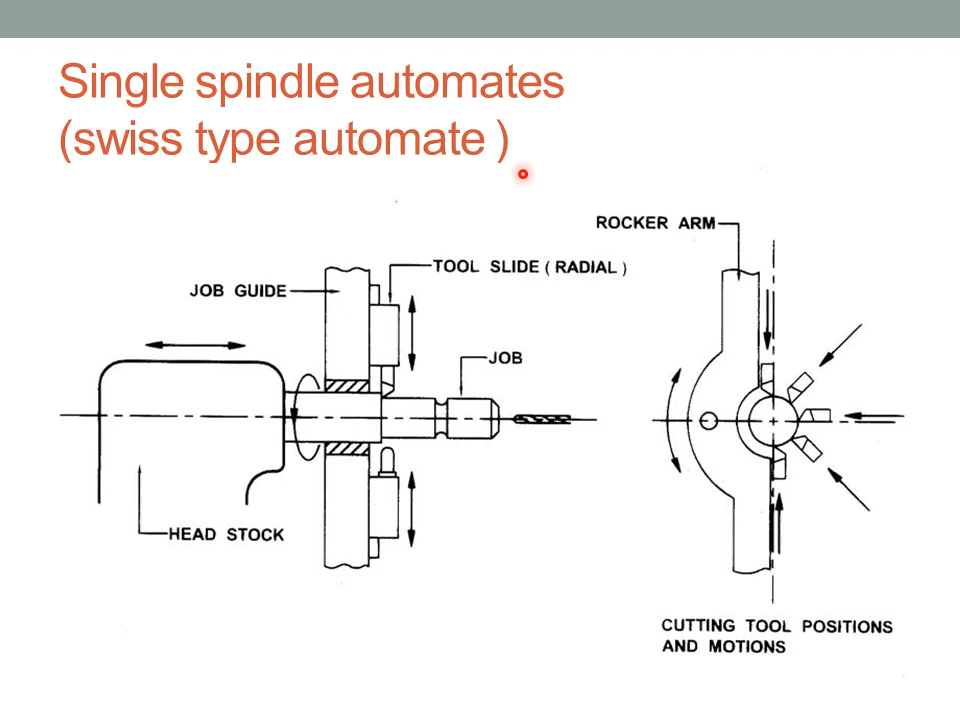 Single spindle automates
(swiss type automate )
ROCKER ARM
TOOL SLIDE ( RADIAL )
JOB GUIDE
JOB
HEAD STOCK
CUTTING TOOL POSITIONS
AND MOTIONS